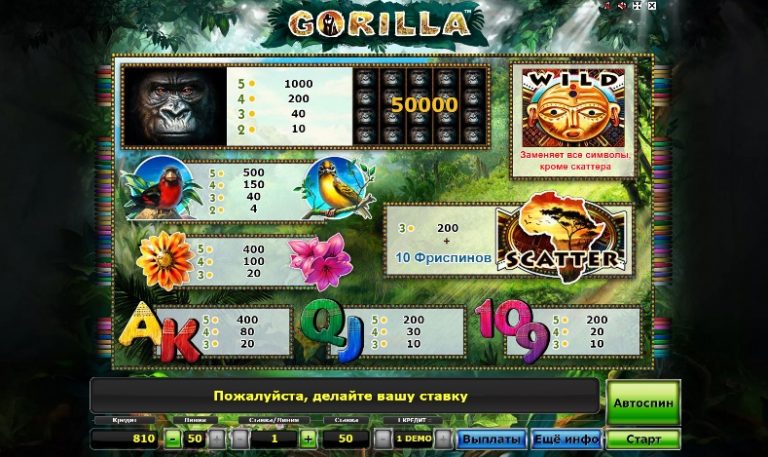 GORILLA™
5 1000
4 200
3 40
2 10
50000
WILD
Заменяет все символы,
кроме скаттера
5 500
4 150
3 40
2 4
3 200
+
10 Фриспинов
SCATTER
5 400
4 100
3 20
A K
5 400
4 80
3 20
Q J
5 200
4 30
3 10
10 9
5 200
4 20
3 10
Пожалуйста, делайте вашу ставку
Автоспин
Кредит Линии Ставка/Линия Ставка 1 КРЕДИТ =
810 - 50 + - 1 + 50 - 1 DEMO + Выплаты Ещё инфо Старт